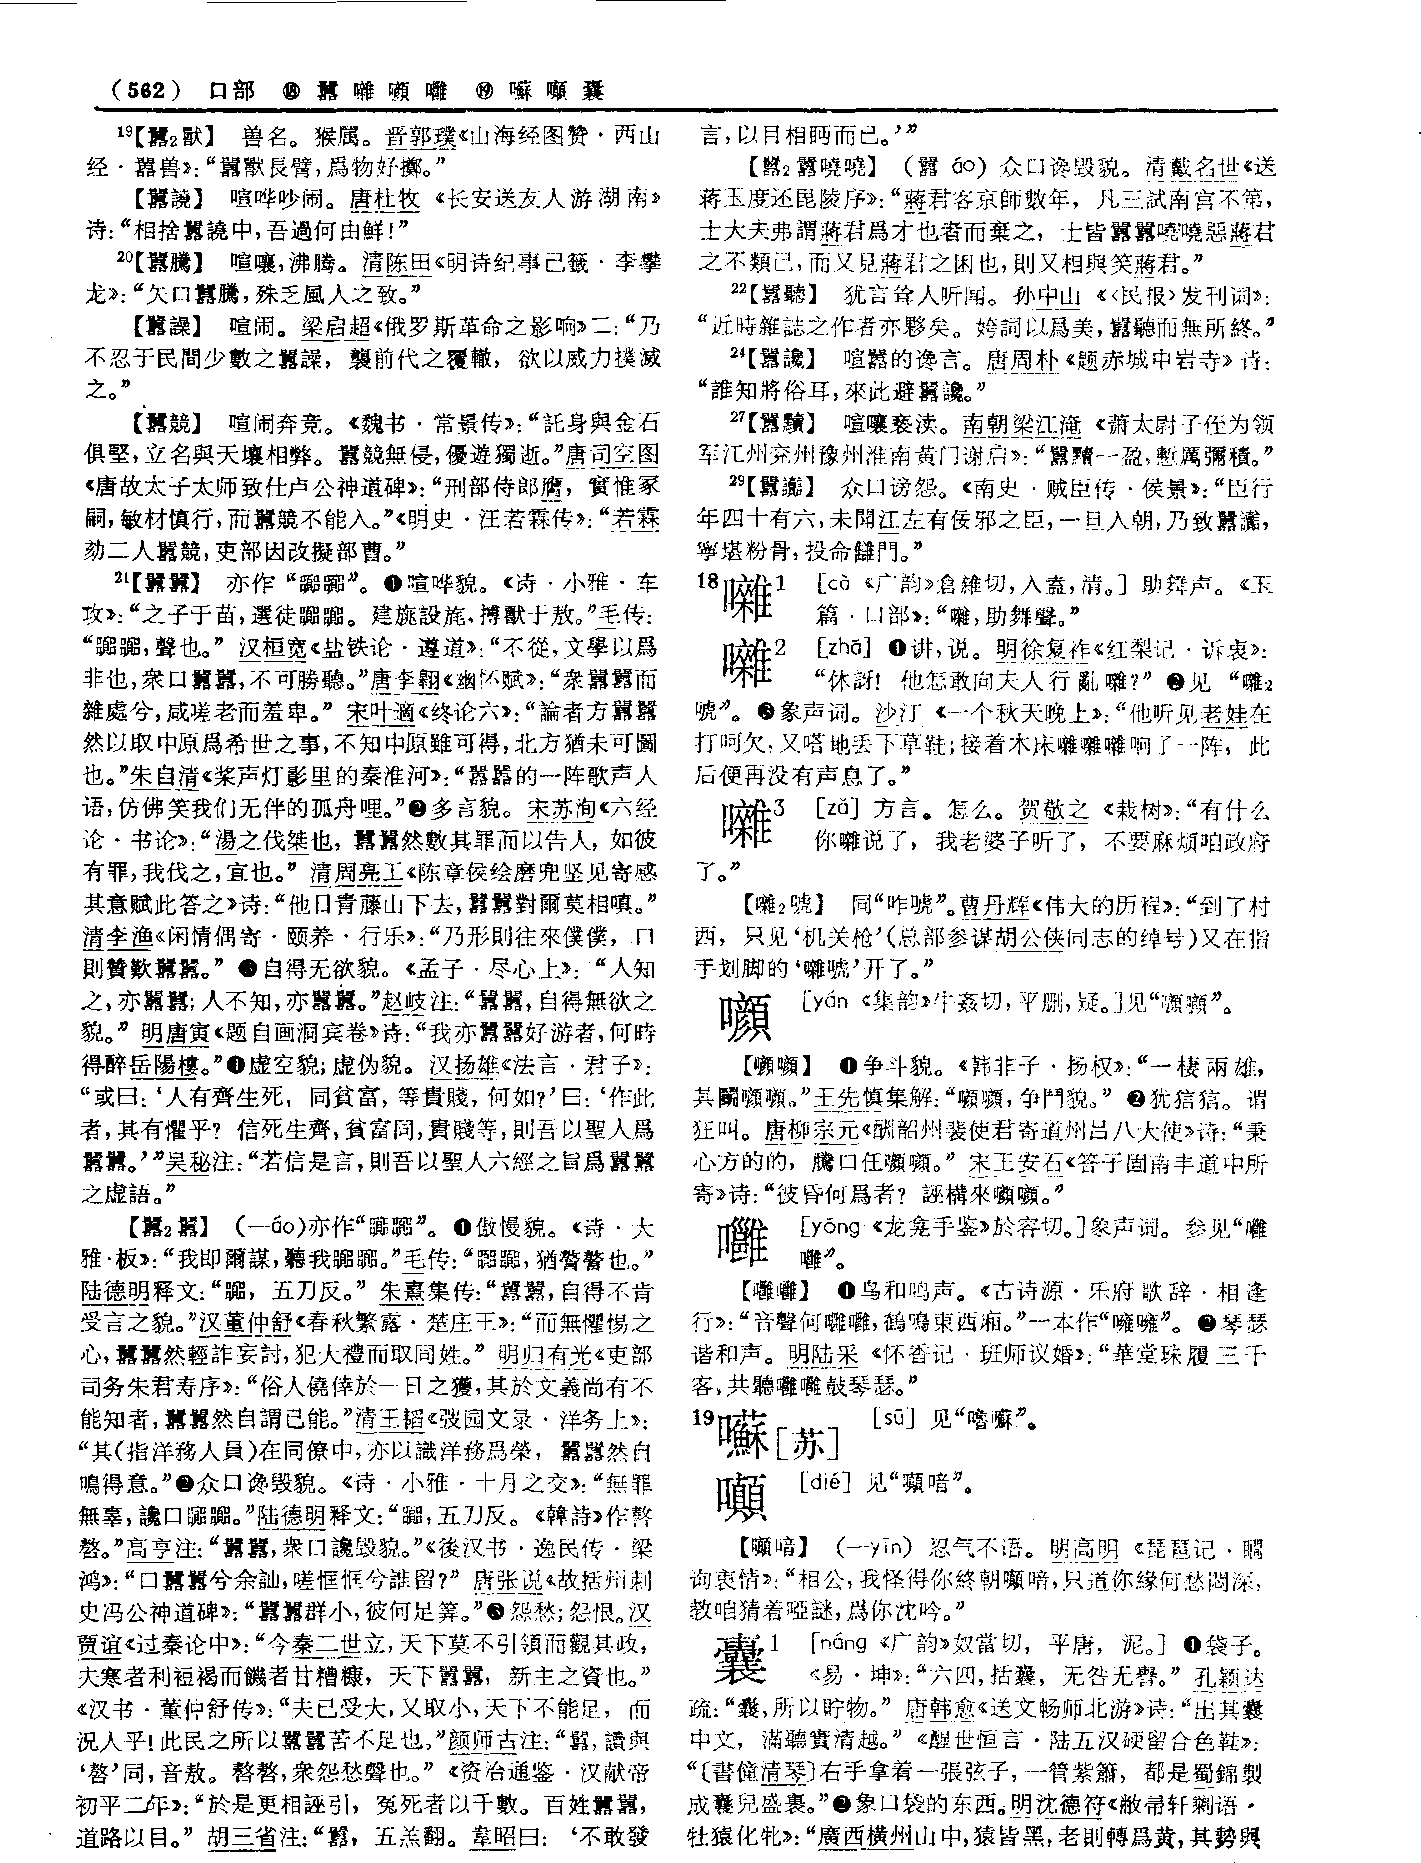 (562) 口部 ⑱ 囂 囃 㘖 囄 ⑲ 囌 囊
¹⁹【囂₂獸】 兽名。猴属。晋郭璞《山海经图赞·西山
经·嚣兽》：“囂獸長臂，爲物好擲。”
【囂譊】 喧哗吵闹。唐杜牧《长安送友人游湖南》
诗：“相捨囂譊中，吾過何由鮮！”
²⁰【囂騰】 喧嚷，沸腾。清陈田《明诗纪事己籤·李攀
龙》：“矢口囂騰，殊乏風人之致。”
【囂譟】 喧闹。梁启超《俄罗斯革命之影响》二：“乃
不忍于民間少數之囂譟，襲前代之覆轍，欲以威力撲滅
之。”
【囂競】 喧闹奔竞。《魏书·常景传》：“託身與金石
俱堅，立名與天壤相弊。囂競無侵，優遊獨逝。”唐司空图
《唐故太子太师致仕卢公神道碑》：“刑部侍郎膺，實惟冢
嗣，敏材慎行，而囂競不能入。”《明史·汪若霖传》：“若霖
劾二人囂競，吏部因改擬部曹。”
²¹【囂囂】 亦作“嚻嚻”。❶喧哗貌。《诗·小雅·车
攻》：“之子于苗，選徒嚻嚻。建旐設旄，搏獸于敖。”毛传：
“嚻嚻，聲也。”汉桓宽《盐铁论·遵道》：“不從，文學以爲
非也，衆口囂囂，不可勝聽。”唐李翱《幽怀赋》：“衆囂囂而
雜處兮，咸嗟老而羞卑。”宋叶適《终论六》：“論者方囂囂
然以取中原爲希世之事，不知中原雖可得，北方猶未可圖
也。”朱自清《桨声灯影里的秦淮河》：“嚣嚣的一阵歌声人
语，仿佛笑我们无伴的孤舟哩。”❷多言貌。宋苏洵《六经
论·书论》：“湯之伐桀也，囂囂然數其罪而以告人，如彼
有罪，我伐之，宜也。”清周亮工《陈章侯绘磨兜坚见寄感
其意赋此答之》诗：“他日青藤山下去，囂囂對爾莫相嗔。”
清李渔《闲情偶寄·颐养·行乐》：“乃形則往來僕僕，口
則贊歎囂囂。”❸自得无欲貌。《孟子·尽心上》：“人知
之，亦囂囂；人不知，亦囂囂。”赵岐注：“囂囂，自得無欲之
貌。”明唐寅《题自画洞宾卷》诗：“我亦囂囂好游者，何時
得醉岳陽樓。”❹虚空貌；虚伪貌。汉扬雄《法言·君子》：
“或曰：‘人有齊生死，同貧富，等貴賤，何如？’曰：‘作此
者，其有懼乎？信死生齊，貧富同，貴賤等，則吾以聖人爲
囂囂。’”吴秘注：“若信是言，則吾以聖人六經之旨爲囂囂
之虚語。”
【囂₂囂】 （—áo）亦作“嚻嚻”。❶傲慢貌。《诗·大
雅·板》：“我即爾謀，聽我嚻嚻。”毛传：“嚻嚻，猶謷謷也。”
陆德明释文：“嚻，五刀反。”朱熹集传：“囂囂，自得不肯
受言之貌。”汉董仲舒《春秋繁露·楚庄王》：“而無懼惕之
心，囂囂然輕詐妄討，犯大禮而取同姓。”明归有光《吏部
司务朱君寿序》：“俗人僥倖於一日之獲，其於文義尚有不
能知者，囂囂然自謂已能。”清王韬《弢园文录·洋务上》：
“其（指洋務人員）在同僚中，亦以識洋務爲榮，囂囂然自
鳴得意。”❷众口谗毁貌。《诗·小雅·十月之交》：“無罪
無辜，讒口嚻嚻。”陆德明释文：“嚻，五刀反。《韓詩》作謷
謷。”高亨注：“囂囂，衆口讒毁貌。”《後汉书·逸民传·梁
鸿》：“口囂囂兮余訕，嗟恇恇兮誰留？”唐张说《故括州刺
史冯公神道碑》：“囂囂群小，彼何足筭。”❸怨愁；怨恨。汉
贾谊《过秦论中》：“今秦二世立，天下莫不引領而觀其政，
夫寒者利裋褐而饑者甘糟糠，天下囂囂，新主之資也。”
《汉书·董仲舒传》：“夫已受大，又取小，天下不能足，而
况人乎！此民之所以囂囂苦不足也。”颜师古注：“囂，讀與
‘謷’同，音敖。謷謷，衆怨愁聲也。”《资治通鉴·汉献帝
初平二年》：“於是更相誣引，冤死者以千數。百姓囂囂，
道路以目。”胡三省注：“囂，五羔翻。韋昭曰：‘不敢發
言，以目相眄而已。’”
【囂₂囂嘵嘵】 （囂 áo）众口谗毁貌。清戴名世《送
蒋玉度还毘陵序》：“蔣君客京師數年，凡三試南宫不第，
士大夫弗謂蔣君爲才也者而棄之，士皆囂囂嘵嘵惡蔣君
之不類己，而又見蔣君之困也，則又相與笑蔣君。”
²²【囂聽】 犹言耸人听闻。孙中山《〈民报〉发刊词》：
“近時雜誌之作者亦夥矣。姱詞以爲美，囂聽而無所終。”
²⁴【囂讒】 喧嚣的谗言。唐周朴《题赤城中岩寺》诗：
“誰知將俗耳，來此避囂讒。”
²⁷【囂黷】 喧嚷亵渎。南朝梁江淹《萧太尉子侄为领
军江州兖州豫州淮南黄门谢启》：“囂黷一盈，慙厲彌積。”
²⁹【囂讟】 众口谤怨。《南史·贼臣传·侯景》：“臣行
年四十有六，未聞江左有佞邪之臣，一旦入朝，乃致囂讟，
寧堪粉骨，投命讎門。”
18囃1 [cà 《广韵》倉雜切，入盍，清。] 助舞声。《玉
篇·口部》：“囃，助舞聲。”
囃2 [zhā] ❶讲，说。明徐复祚《红梨记·诉衷》：
“休訝！他怎敢向夫人行亂囃？”❷见“囃₂
唬”。❸象声词。沙汀《一个秋天晚上》：“他听见老娃在
打呵欠，又嗒地丢下草鞋；接着木床囃囃囃响了一阵，此
后便再没有声息了。”
囃3 [zǎ] 方言。怎么。贺敬之《栽树》：“有什么
你囃说了，我老婆子听了，不要麻烦咱政府
了。”
【囃₂唬】 同“咋唬”。曹丹辉《伟大的历程》：“到了村
西，只见‘机关枪’（总部参谋胡公侠同志的绰号）又在指
手划脚的‘囃唬’开了。”
㘖 [yán 《集韵》牛姦切，平删，疑。]见“㘖㘖”。
【㘖㘖】 ❶争斗貌。《韩非子·扬权》：“一棲兩雄，
其鬭㘖㘖。”王先慎集解：“㘖㘖，争鬥貌。”❷犹狺狺。谓
狂叫。唐柳宗元《酬韶州裴使君寄道州吕八大使》诗：“秉
心方的的，騰口任㘖㘖。”宋王安石《答子固南丰道中所
寄》诗：“彼昏何爲者？誣構來㘖㘖。”
[yōng 《龙龛手鉴》於容切。]象声词。参见“
”。
❶鸟和鸣声。《古诗源·乐府歌辞·相逢
行》：“音聲何，鶴鳴東西厢。”一本作“噰噰”。❷琴瑟
谐和声。明陆采《怀香记·班师议婚》：“華堂珠履三千
客，共聽鼓琴瑟。”
19囌[苏] [sū] 见“嚕囌”。
[dié] 见“喑”。
（—yīn）忍气不语。明高明《琵琶记·瞯
询衷情》：“相公，我怪得你終朝喑，只道你緣何愁悶深，
教咱猜着啞謎，爲你沈吟。”
囊1 [náng 《广韵》奴當切，平唐，泥。] ❶袋子。
《易·坤》：“六四，括囊，无咎无譽。”孔颖达
疏：“囊，所以貯物。”唐韩愈《送文畅师北游》诗：“出其囊
中文，滿聽實清越。”《醒世恒言·陆五汉硬留合色鞋》：
“〔書僮清琴〕右手拿着一張弦子，一管紫簫，都是蜀錦製
成囊兒盛裹。”❷象口袋的东西。明沈德符《敝帚轩剩语·
牡猿化牝》：“廣西横州山中，猿皆黑，老則轉爲黄，其勢與